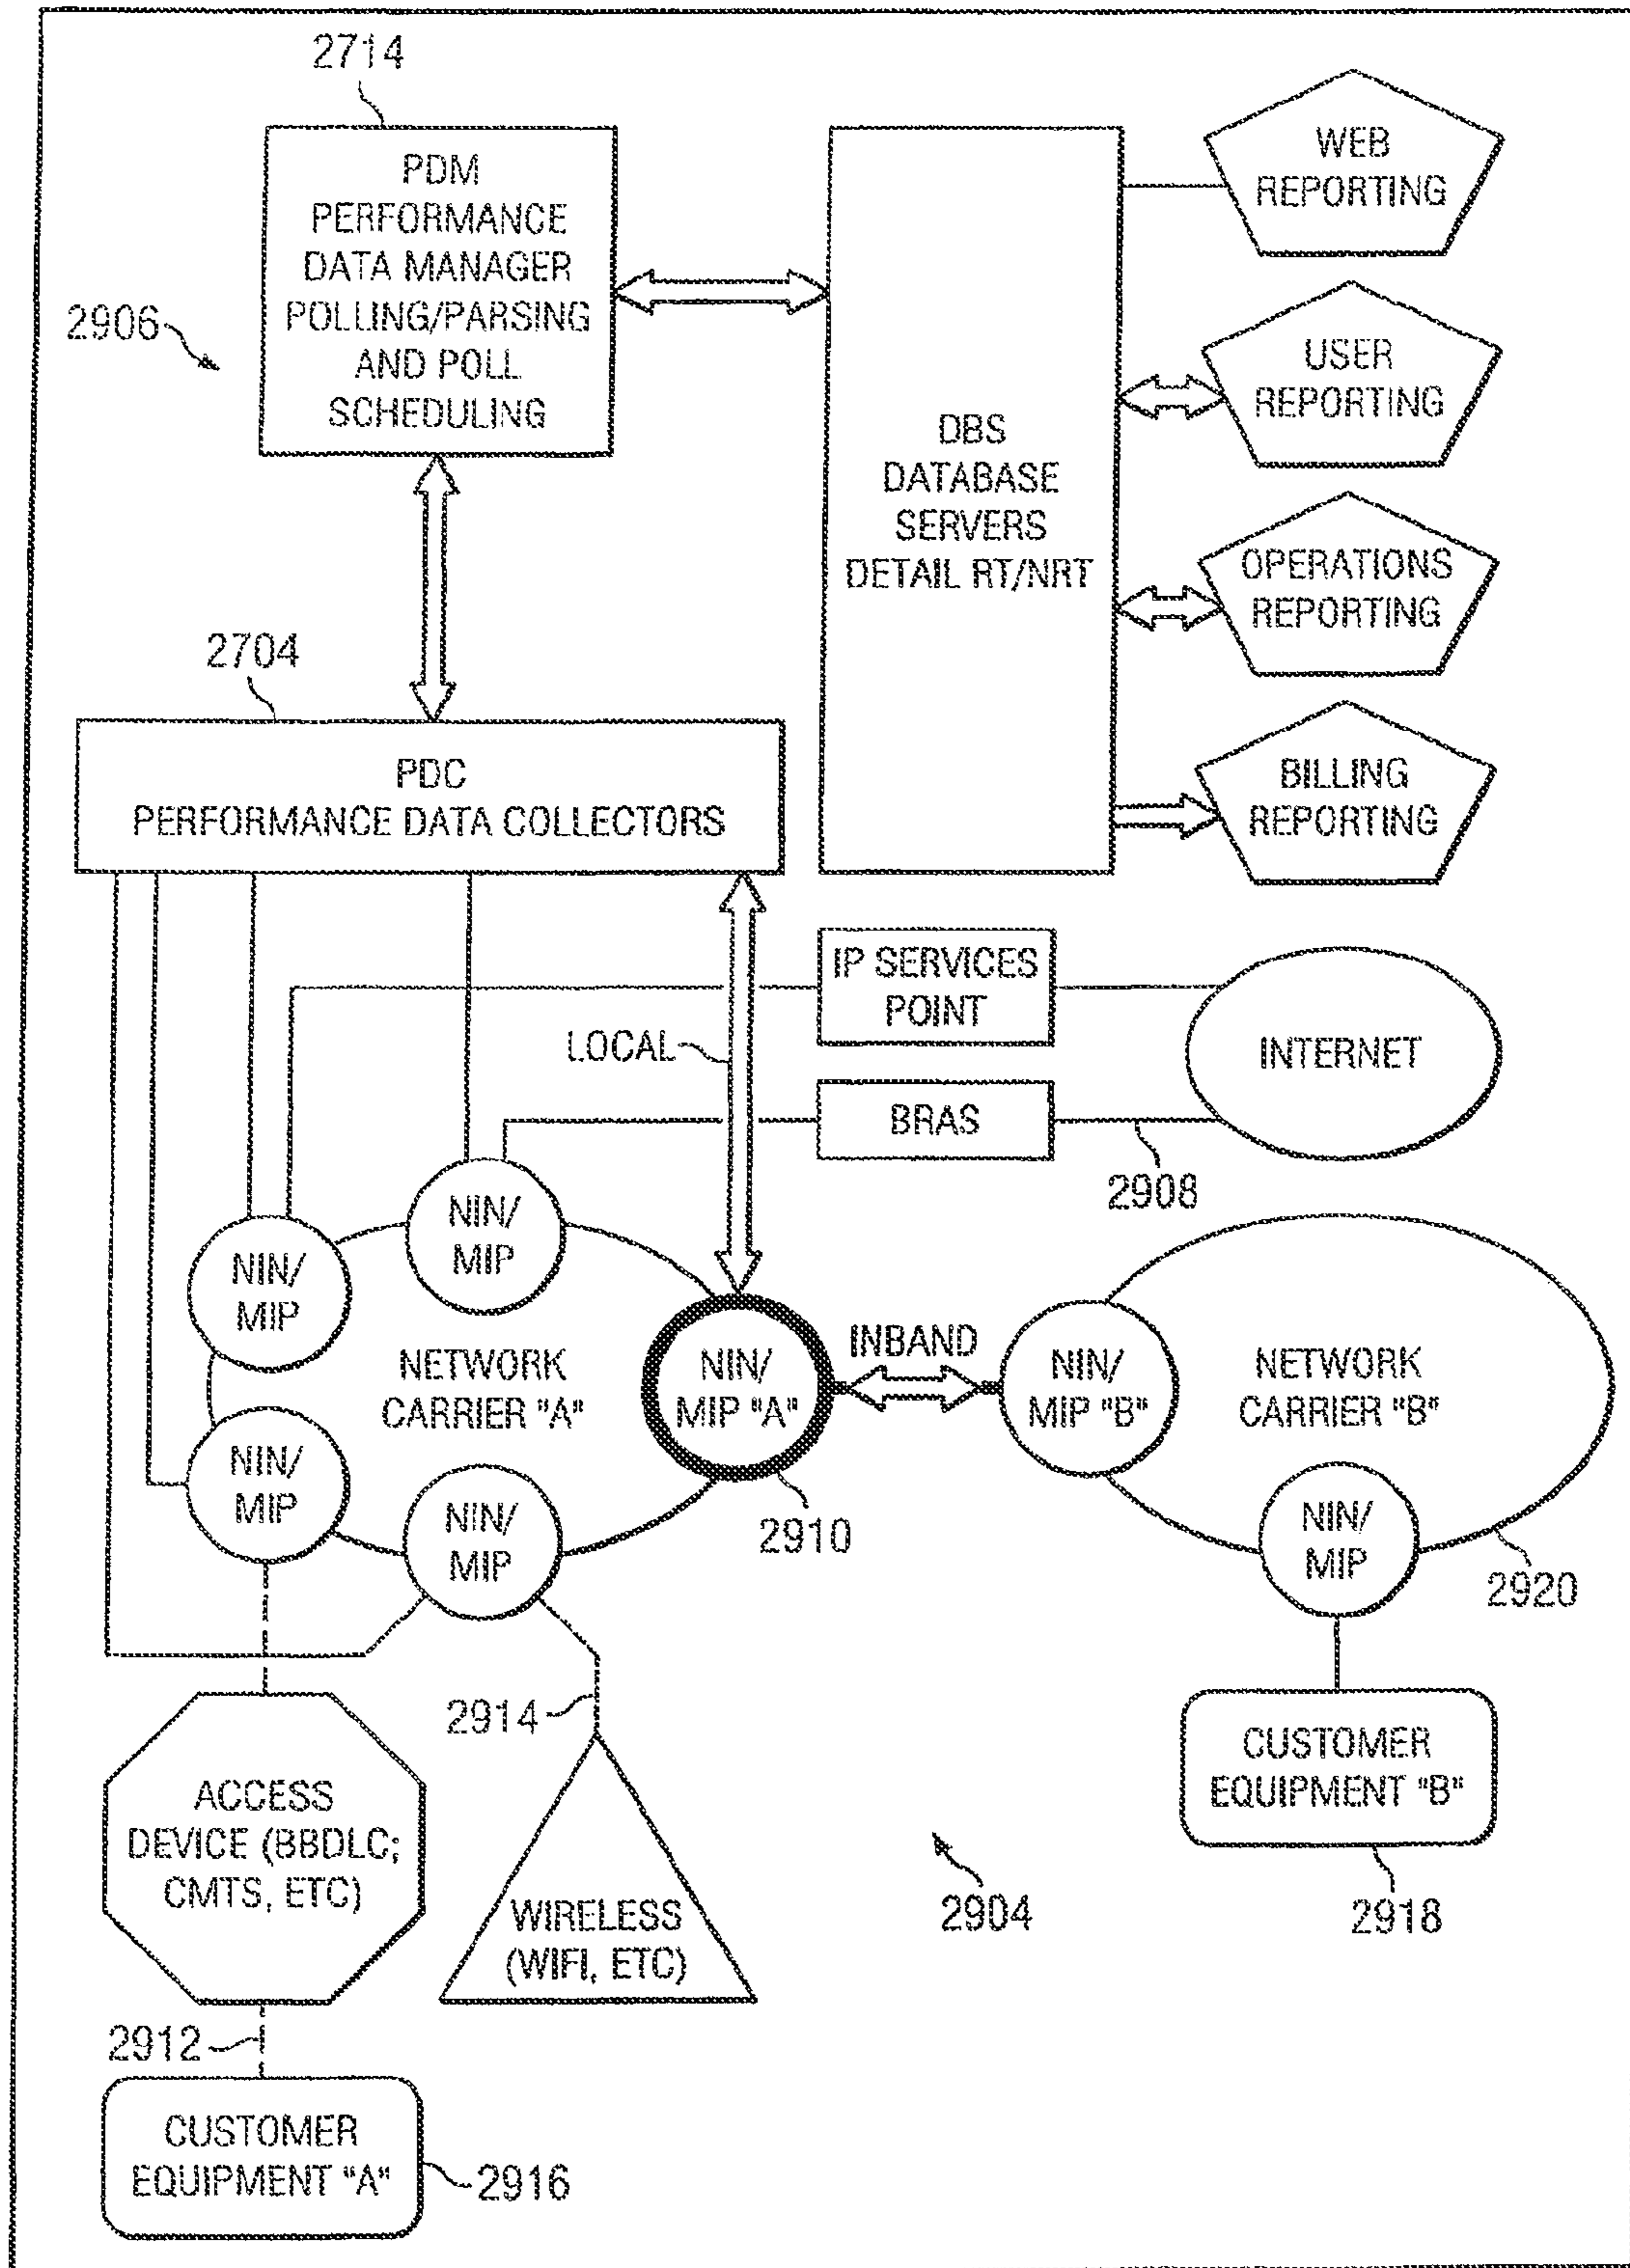 2714
PDM
PERFORMANCE
DATA MANAGER
POLLING/PARSING
AND POLL
SCHEDULING
2906
DBS
DATABASE
SERVERS
DETAIL RT/NRT
WEB
REPORTING
USER
REPORTING
OPERATIONS
REPORTING
BILLING
REPORTING
2704
PDC
PERFORMANCE DATA COLLECTORS
IP SERVICES
POINT
LOCAL
INTERNET
BRAS
2908
NIN/
MIP
NIN/
MIP
NETWORK
CARRIER "A"
NIN/
MIP "A"
INBAND
NIN/
MIP "B"
NETWORK
CARRIER "B"
NIN/
MIP
NIN/
MIP
2910
NIN/
MIP
2920
2914
ACCESS
DEVICE (BBDLC;
CMTS, ETC)
WIRELESS
(WIFI, ETC)
CUSTOMER
EQUIPMENT "B"
2904
2918
2912
CUSTOMER
EQUIPMENT "A"
2916